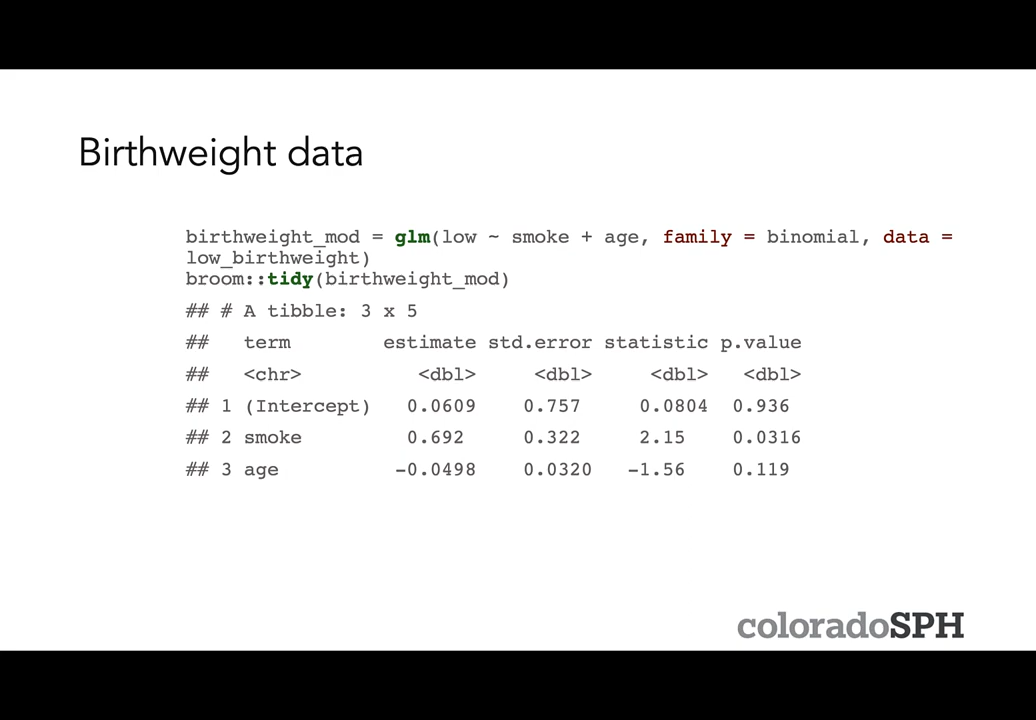 Birthweight data
birthweight_mod = glm(low ~ smoke + age, family = binomial, data =
low_birthweight)
broom::tidy(birthweight_mod)
## # A tibble: 3 x 5
##   term        estimate std.error statistic p.value
##   <chr>          <dbl>     <dbl>     <dbl>   <dbl>
## 1 (Intercept)   0.0609    0.757     0.0804  0.936
## 2 smoke         0.692     0.322     2.15    0.0316
## 3 age          -0.0498    0.0320   -1.56    0.119
coloradoSPH